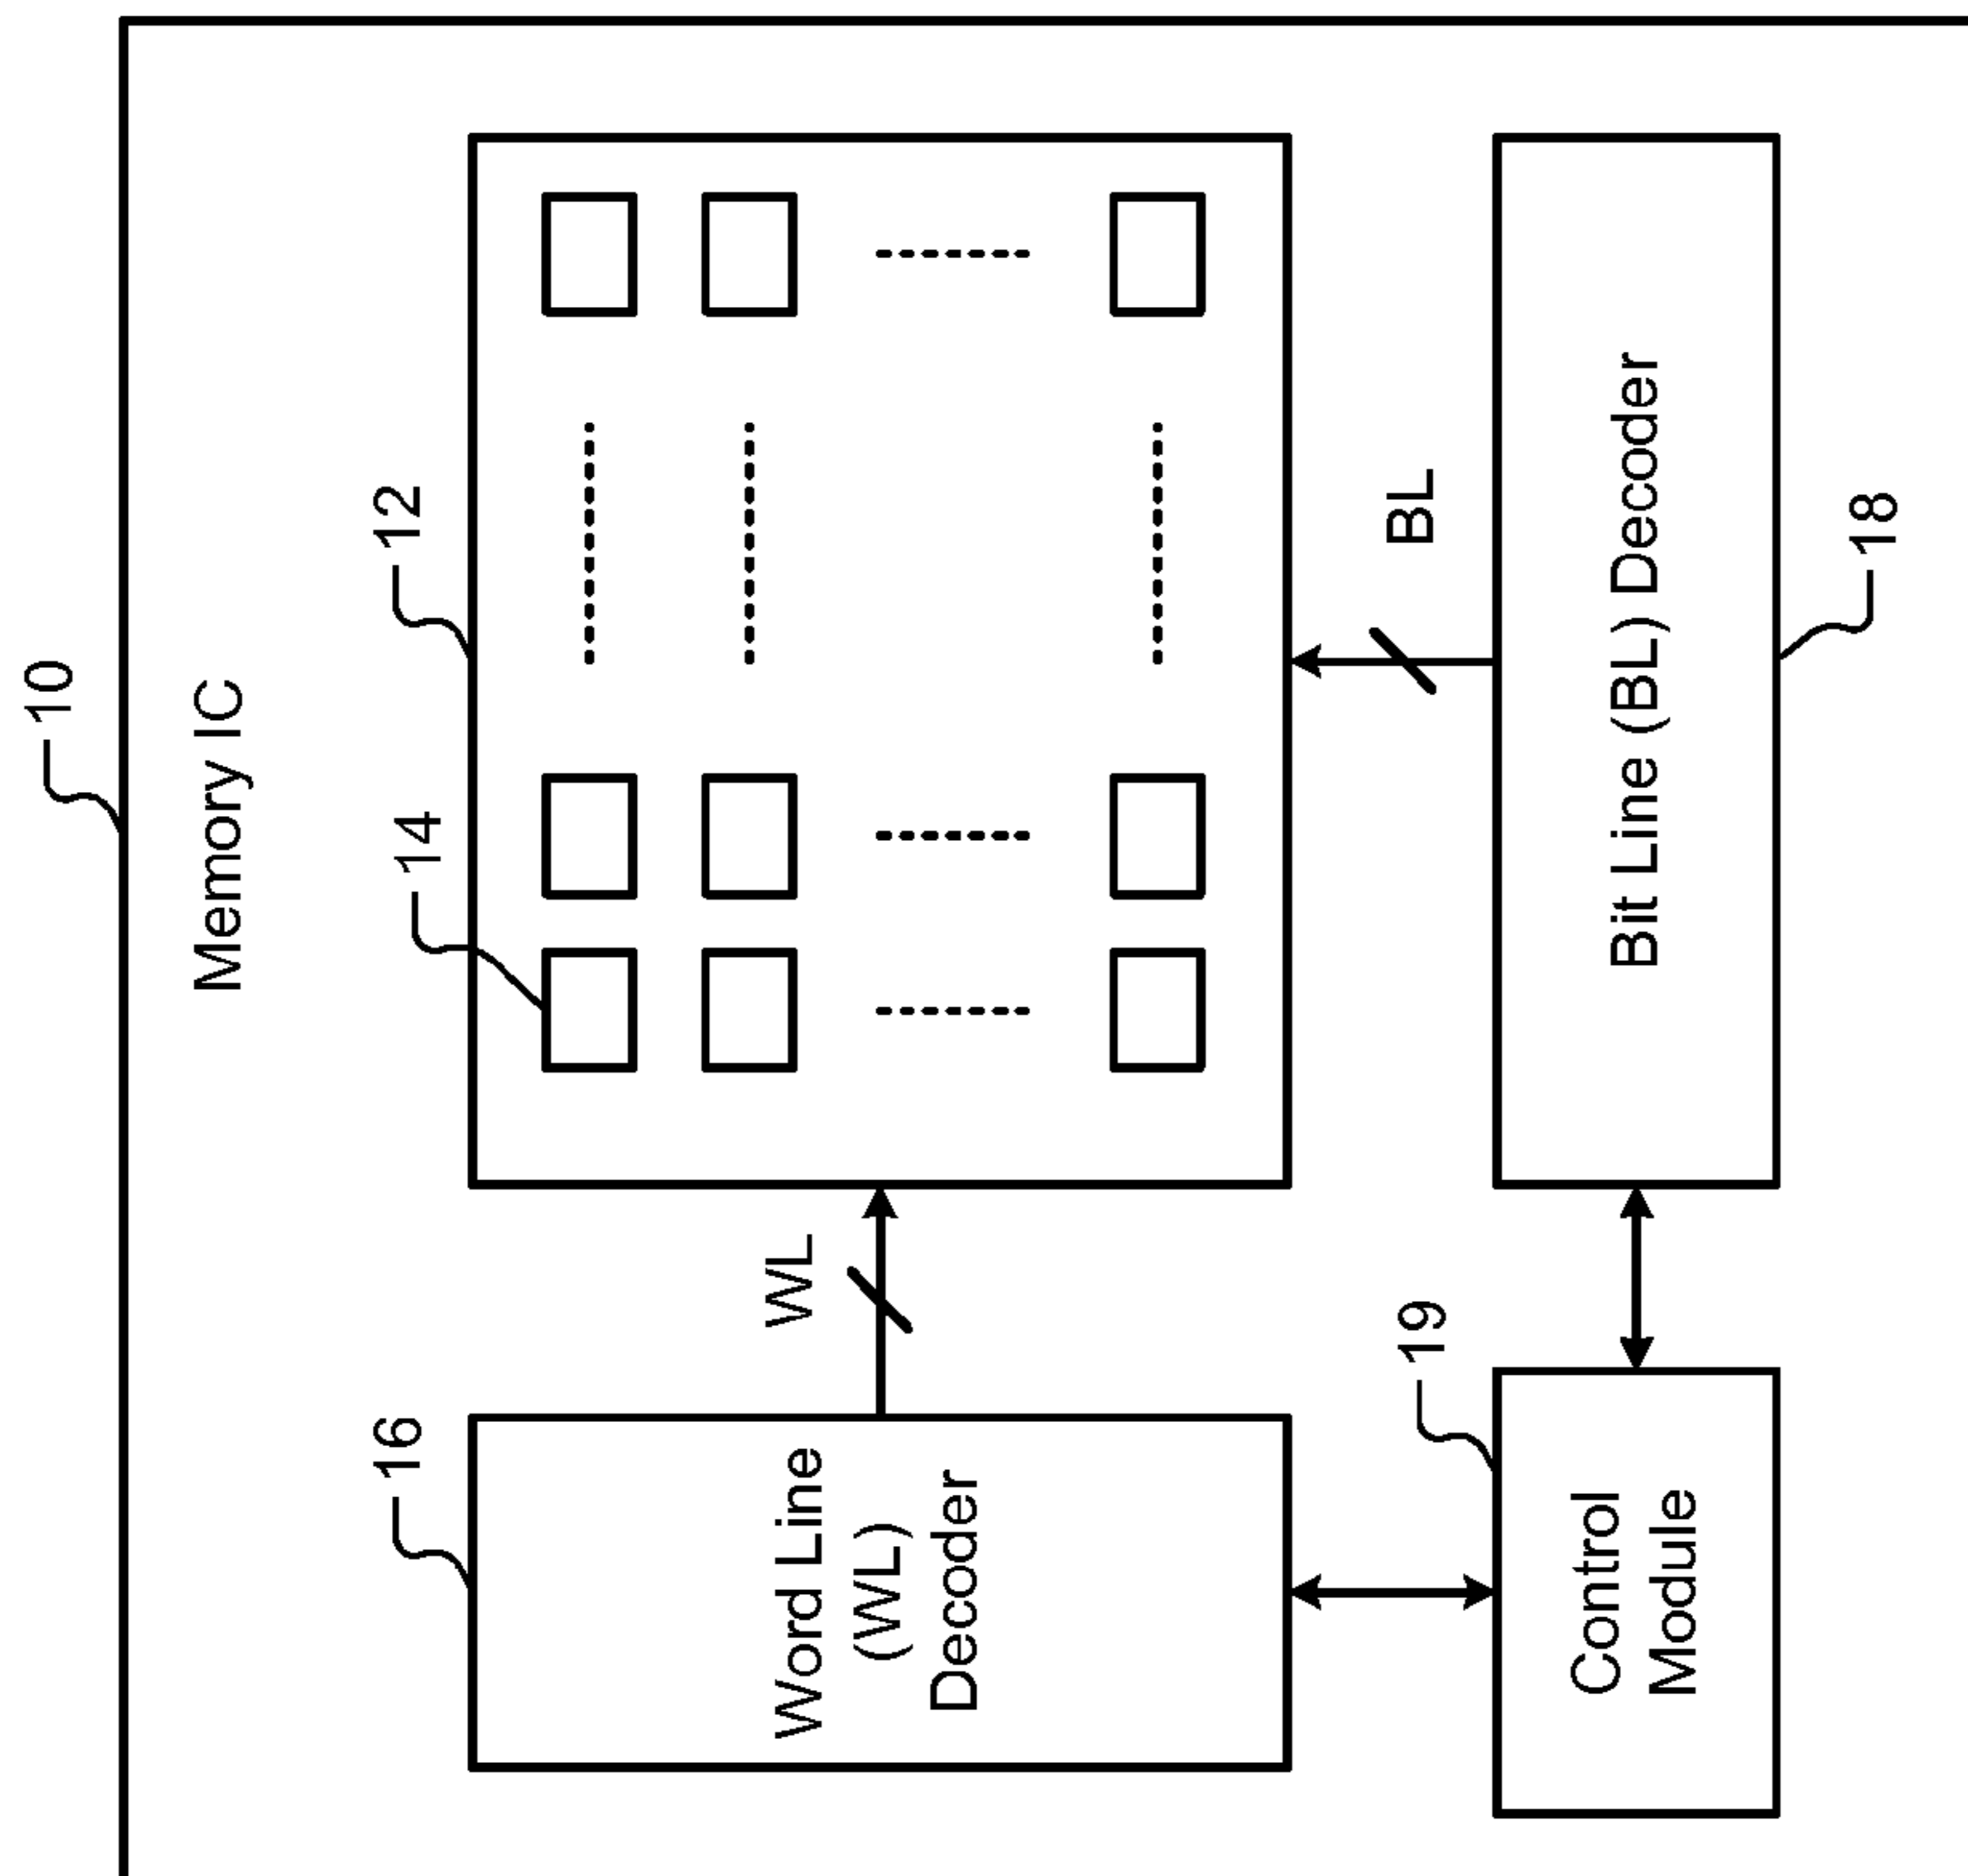 10
Memory IC
12
14
16
WL
Word Line
(WL)
Decoder
BL
19
Control
Module
Bit Line (BL) Decoder
18